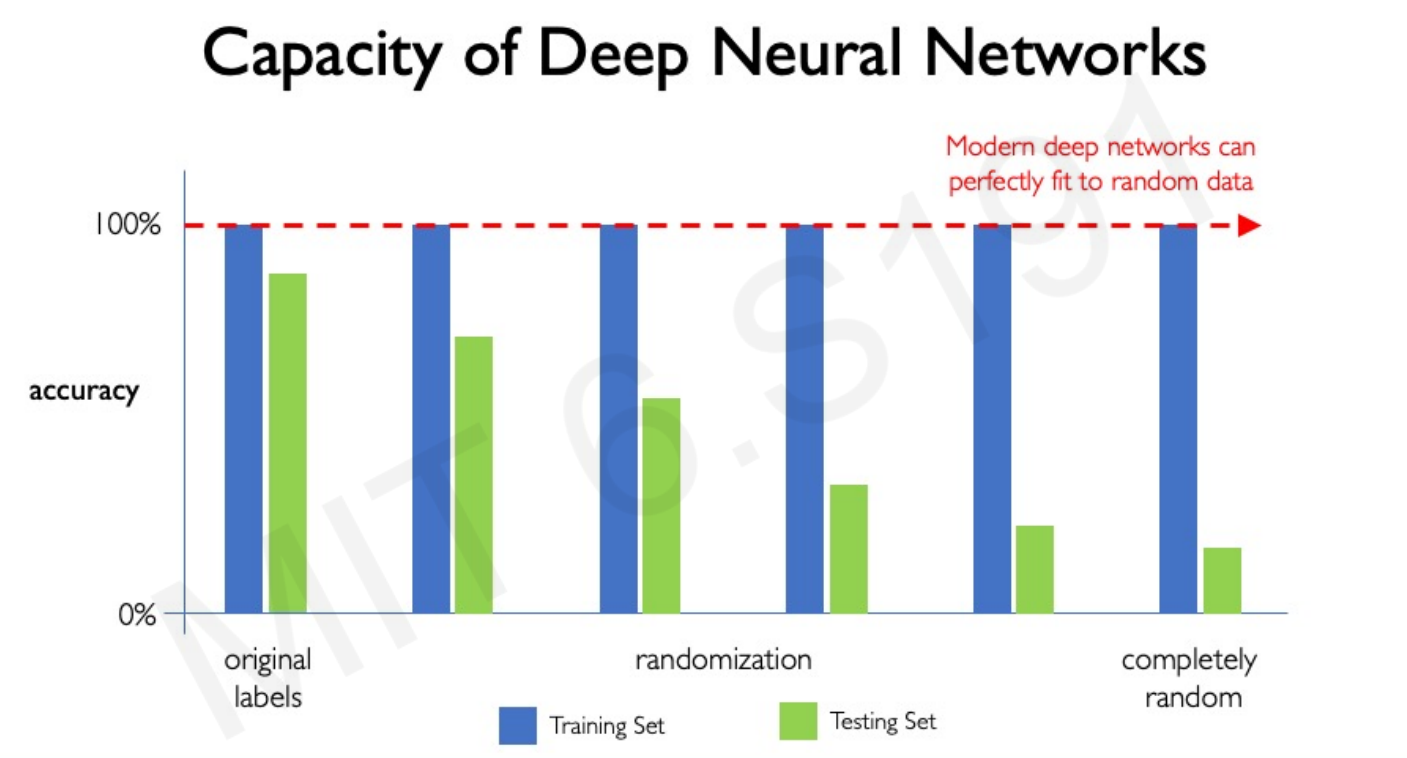 Capacity of Deep Neural Networks
Modern deep networks can
perfectly fit to random data
100%
accuracy
0%
original
labels
randomization
completely
random
Training Set
Testing Set
MIT 6.S191